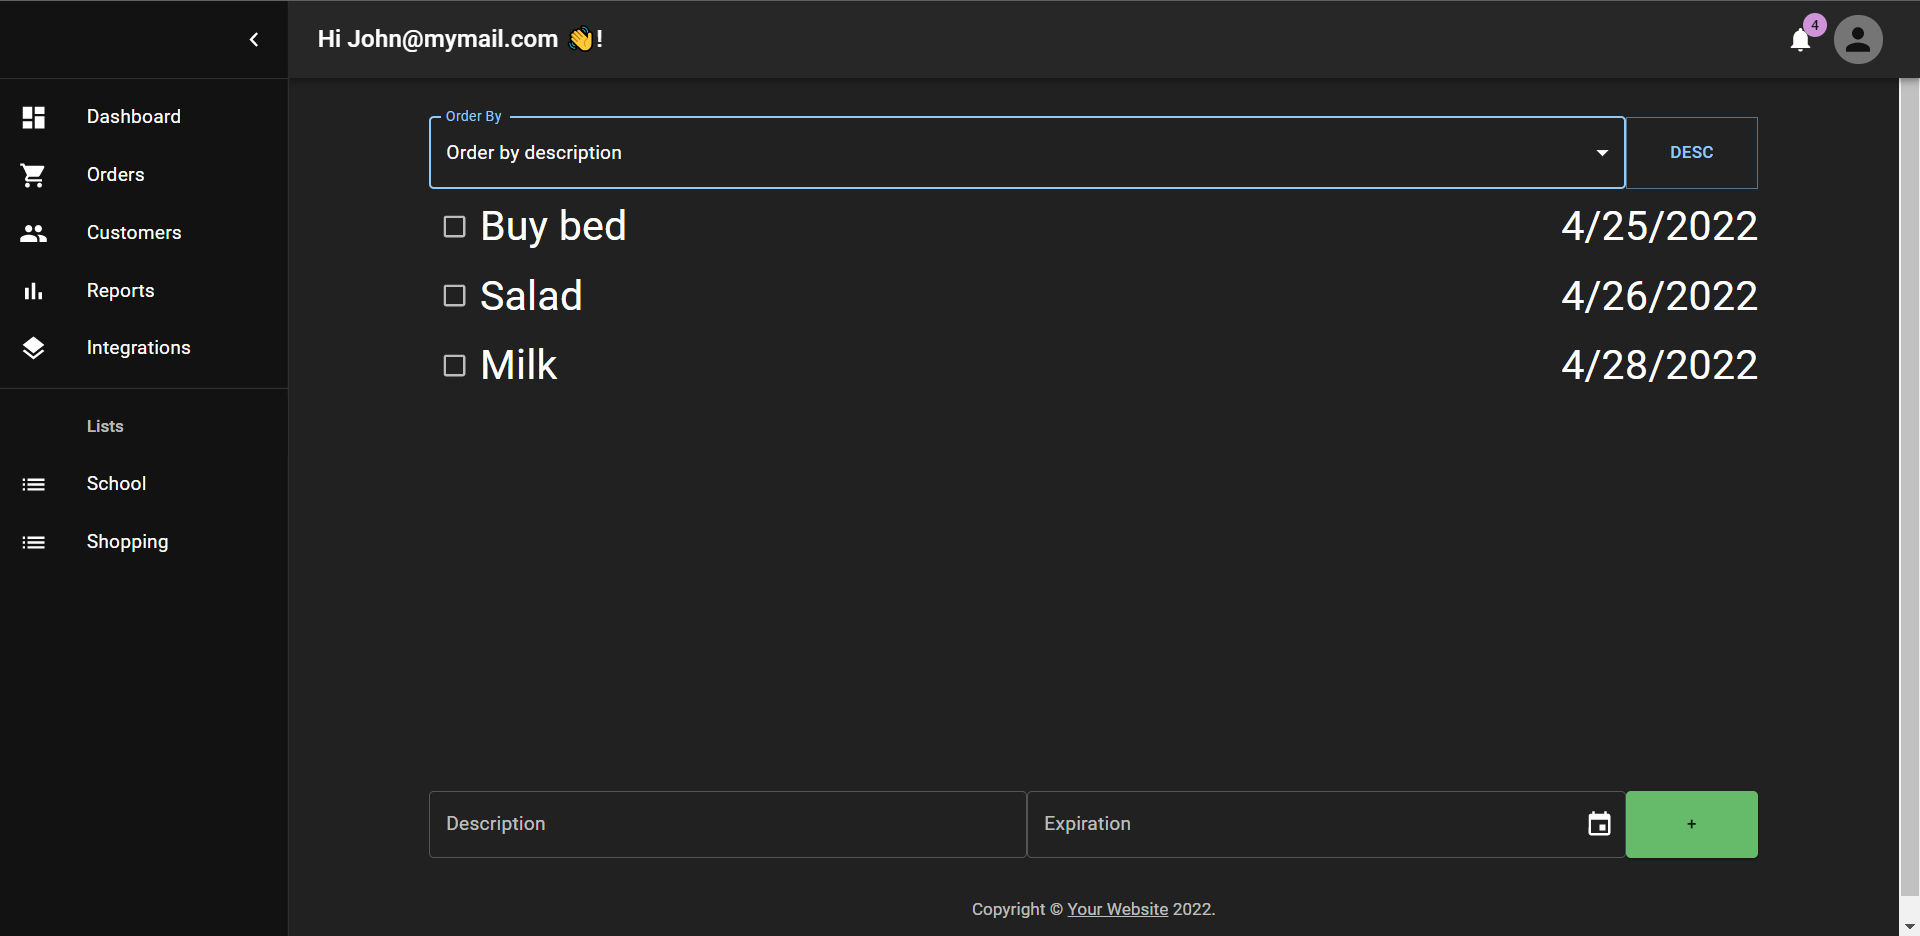 Hi John@mymail.com 👋!
4
Dashboard
Orders
Customers
Reports
Integrations
Lists
School
Shopping
Order By
Order by description
DESC
Buy bed 4/25/2022
Salad 4/26/2022
Milk 4/28/2022
Description
Expiration
+
Copyright © Your Website 2022.